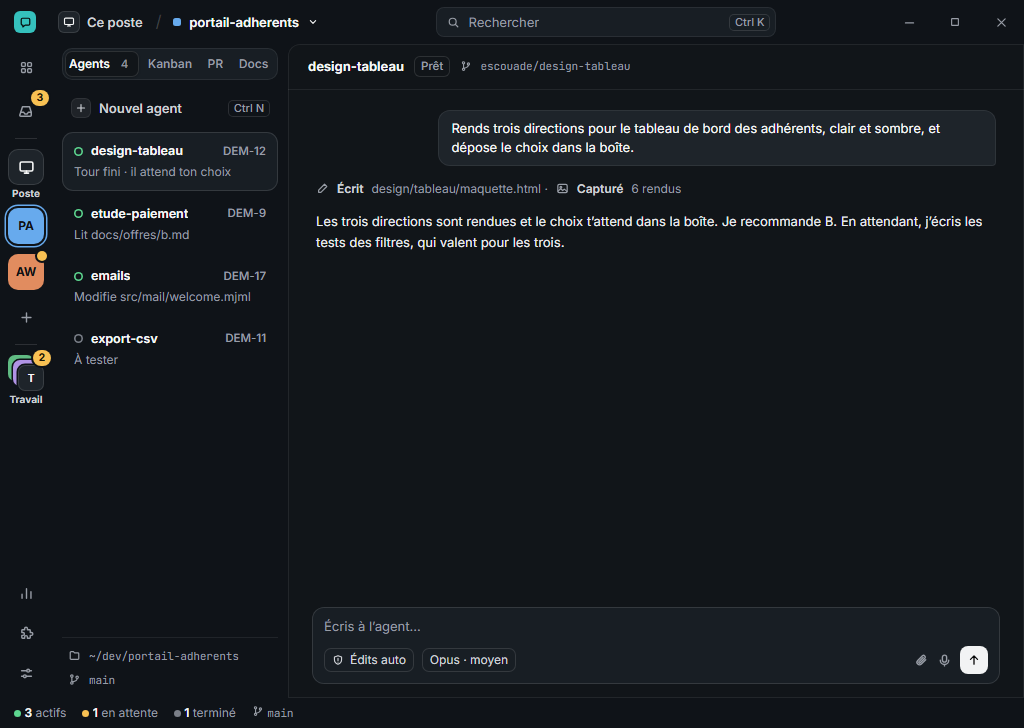 Ce poste / portail-adherents
Rechercher Ctrl K
3
Poste
PA
AW
2
T
Travail
Agents 4 Kanban PR Docs
Nouvel agent Ctrl N
design-tableau DEM-12
Tour fini · il attend ton choix
etude-paiement DEM-9
Lit docs/offres/b.md
emails DEM-17
Modifie src/mail/welcome.mjml
export-csv DEM-11
À tester
~/dev/portail-adherents
main
design-tableau Prêt escouade/design-tableau
Rends trois directions pour le tableau de bord des adhérents, clair et sombre, et
dépose le choix dans la boîte.
Écrit design/tableau/maquette.html · Capturé 6 rendus
Les trois directions sont rendues et le choix t’attend dans la boîte. Je recommande B. En attendant, j’écris les
tests des filtres, qui valent pour les trois.
Écris à l’agent...
Édits auto Opus · moyen
3 actifs 1 en attente 1 terminé main